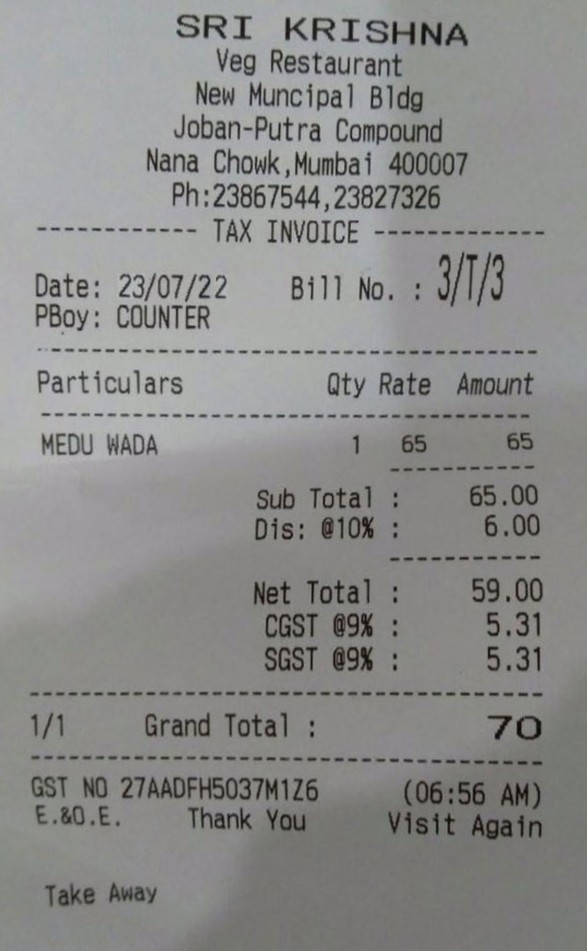 SRI KRISHNA
Veg Restaurant
New Muncipal Bldg
Joban-Putra Compound
Nana Chowk,Mumbai 400007
Ph:23867544,23827326
------------ TAX INVOICE -------------
Date: 23/07/22 Bill No. : 3/T/3
PBoy: COUNTER
Particulars Qty Rate Amount
MEDU WADA 1 65 65
Sub Total : 65.00
Dis: @10% : 6.00
Net Total : 59.00
CGST @9% : 5.31
SGST @9% : 5.31
1/1 Grand Total : 70
GST NO 27AADFH5037M1Z6 (06:56 AM)
E.&O.E. Thank You Visit Again
Take Away